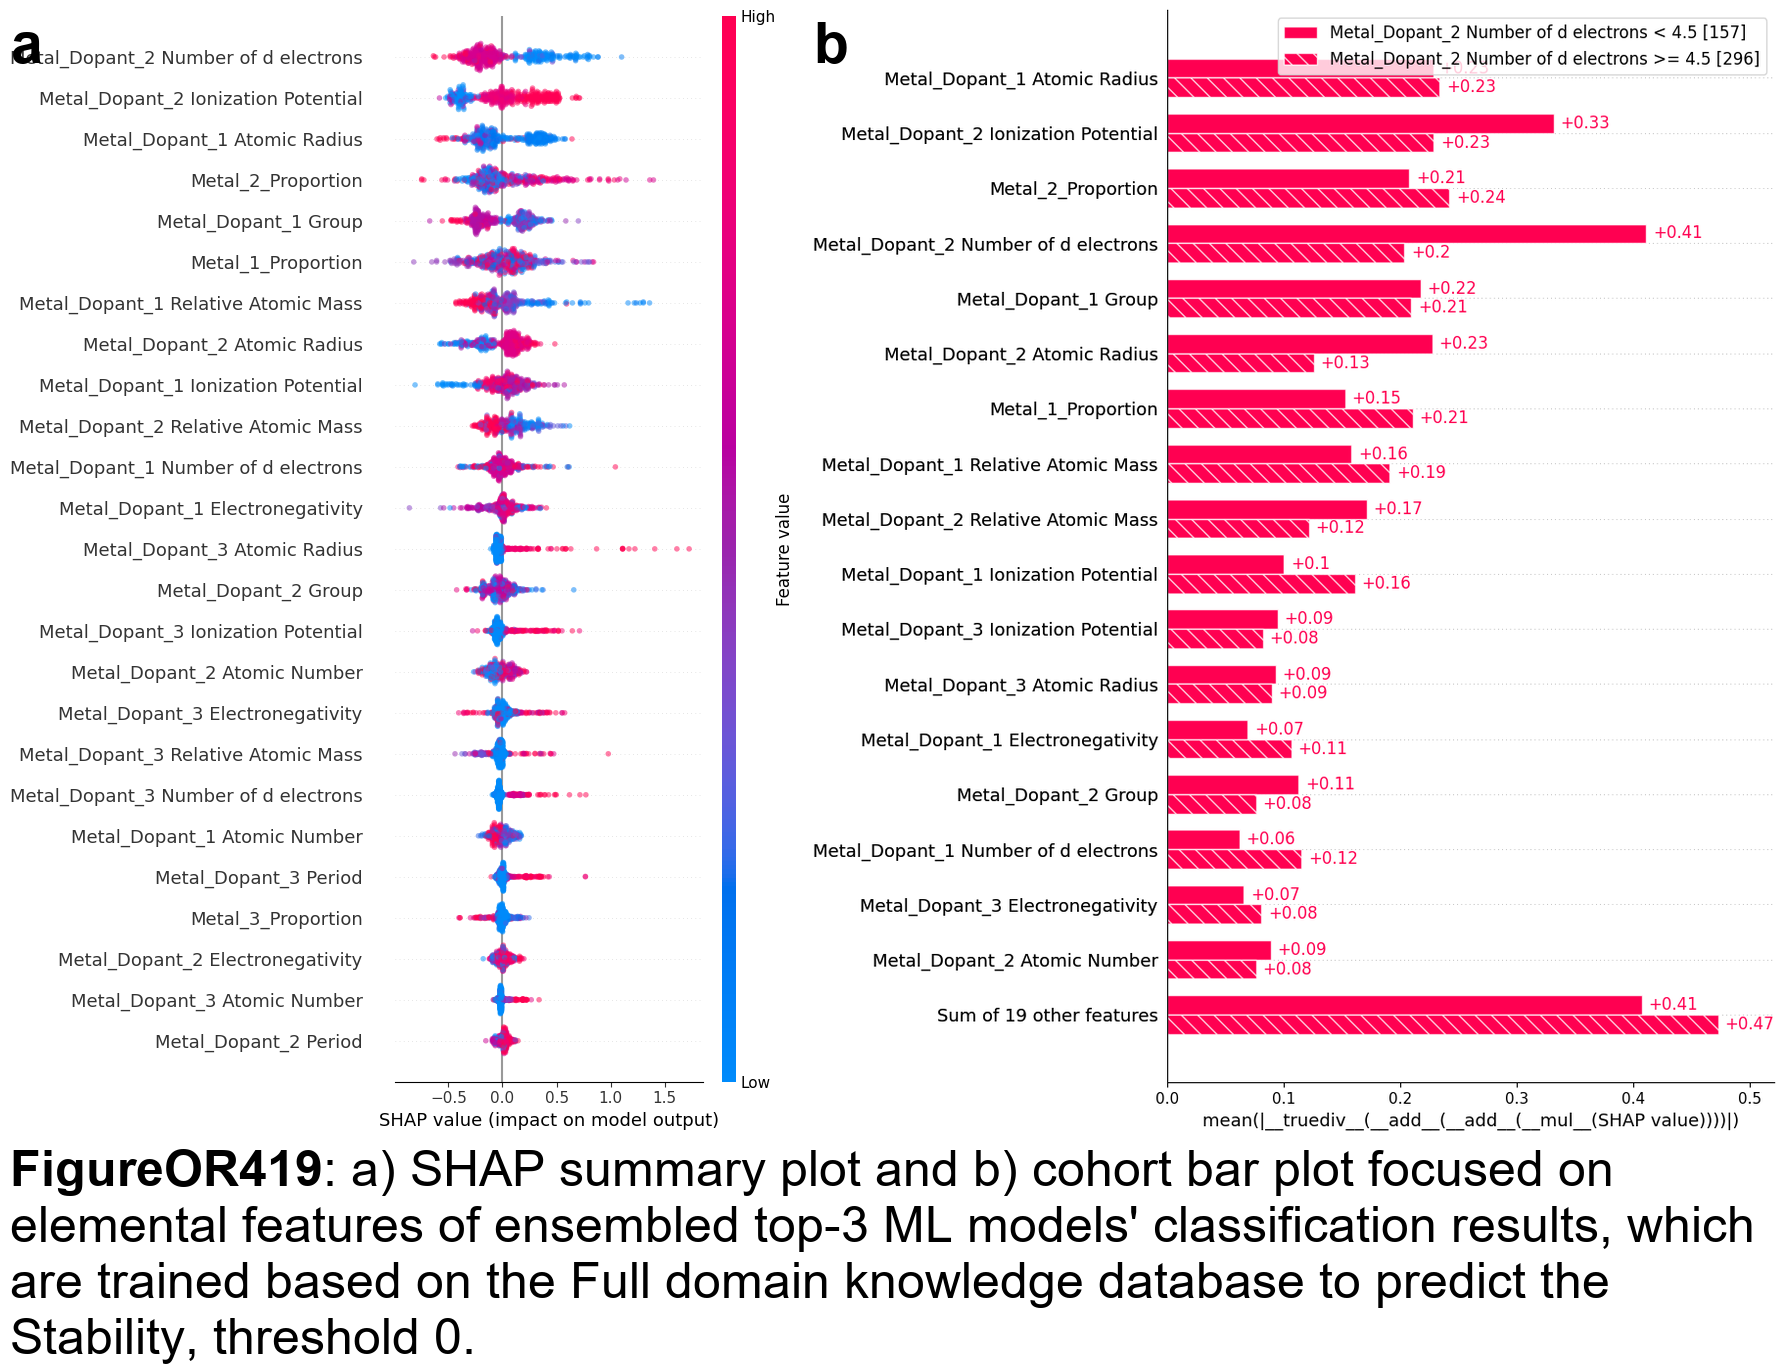 a
Metal_Dopant_2 Number of d electrons
Metal_Dopant_2 Ionization Potential
Metal_Dopant_1 Atomic Radius
Metal_2_Proportion
Metal_Dopant_1 Group
Metal_1_Proportion
Metal_Dopant_1 Relative Atomic Mass
Metal_Dopant_2 Atomic Radius
Metal_Dopant_1 Ionization Potential
Metal_Dopant_2 Relative Atomic Mass
Metal_Dopant_1 Number of d electrons
Metal_Dopant_1 Electronegativity
Metal_Dopant_3 Atomic Radius
Metal_Dopant_2 Group
Metal_Dopant_3 Ionization Potential
Metal_Dopant_2 Atomic Number
Metal_Dopant_3 Electronegativity
Metal_Dopant_3 Relative Atomic Mass
Metal_Dopant_3 Number of d electrons
Metal_Dopant_1 Atomic Number
Metal_Dopant_3 Period
Metal_3_Proportion
Metal_Dopant_2 Electronegativity
Metal_Dopant_3 Atomic Number
Metal_Dopant_2 Period
−0.5 0.0 0.5 1.0 1.5
SHAP value (impact on model output)
High
Low
Feature value
b
Metal_Dopant_2 Number of d electrons < 4.5 [157]
Metal_Dopant_2 Number of d electrons >= 4.5 [296]
Metal_Dopant_1 Atomic Radius
+0.23
+0.23
Metal_Dopant_2 Ionization Potential
+0.33
+0.23
Metal_2_Proportion
+0.21
+0.24
Metal_Dopant_2 Number of d electrons
+0.41
+0.2
Metal_Dopant_1 Group
+0.22
+0.21
Metal_Dopant_2 Atomic Radius
+0.23
+0.13
Metal_1_Proportion
+0.15
+0.21
Metal_Dopant_1 Relative Atomic Mass
+0.16
+0.19
Metal_Dopant_2 Relative Atomic Mass
+0.17
+0.12
Metal_Dopant_1 Ionization Potential
+0.1
+0.16
Metal_Dopant_3 Ionization Potential
+0.09
+0.08
Metal_Dopant_3 Atomic Radius
+0.09
+0.09
Metal_Dopant_1 Electronegativity
+0.07
+0.11
Metal_Dopant_2 Group
+0.11
+0.08
Metal_Dopant_1 Number of d electrons
+0.06
+0.12
Metal_Dopant_3 Electronegativity
+0.07
+0.08
Metal_Dopant_2 Atomic Number
+0.09
+0.08
Sum of 19 other features
+0.41
+0.47
0.0 0.1 0.2 0.3 0.4 0.5
mean(|__truediv__(__add__(__add__(__mul__(SHAP value))))|)
FigureOR419: a) SHAP summary plot and b) cohort bar plot focused on
elemental features of ensembled top-3 ML models' classification results, which
are trained based on the Full domain knowledge database to predict the
Stability, threshold 0.